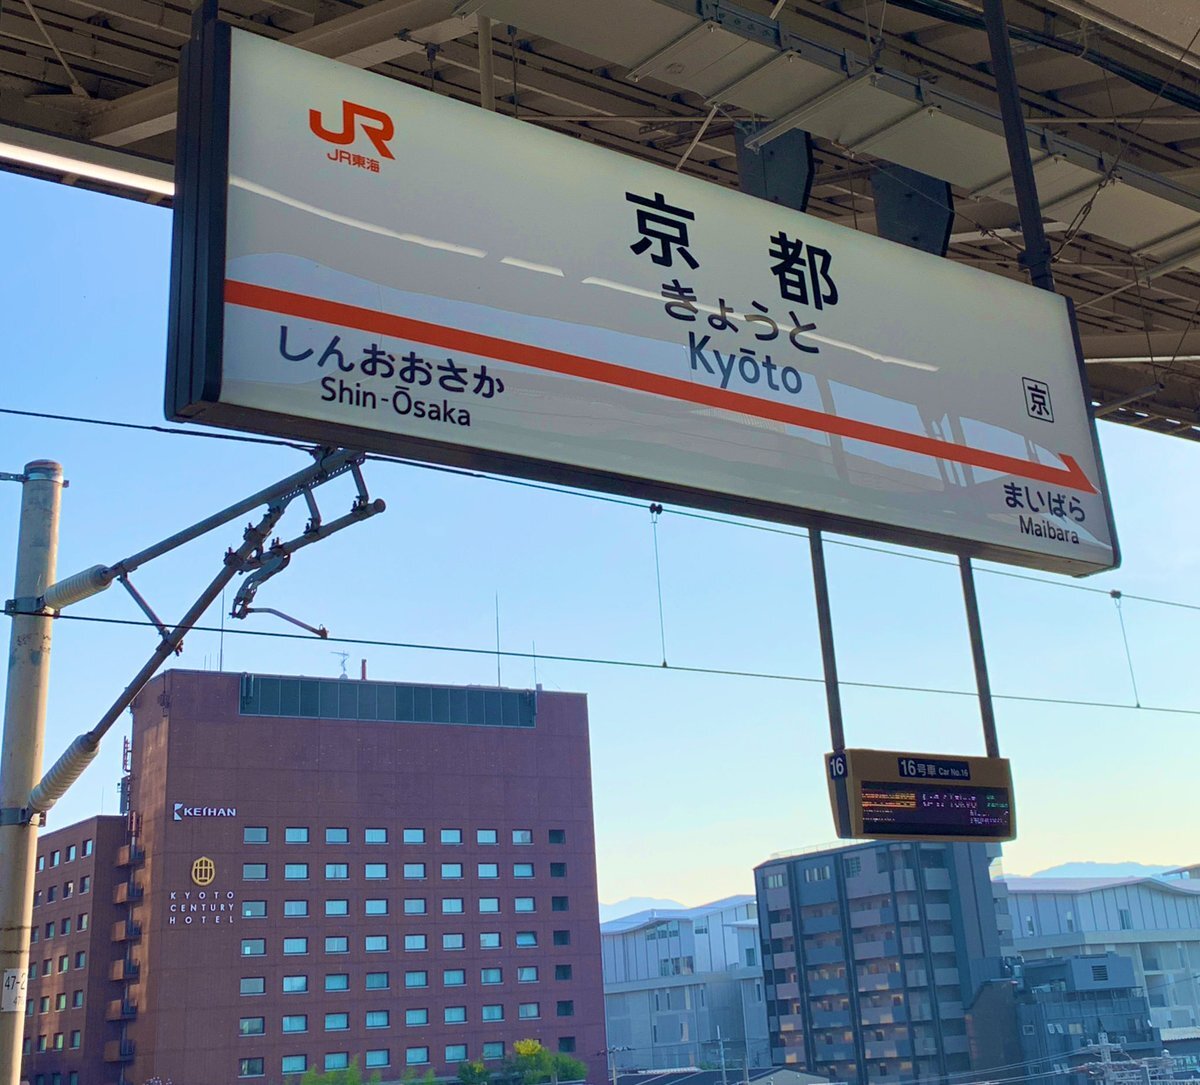 JR
JR東海
京都
きょうと
Kyōto
京
しんおおさか
Shin-Ōsaka
まいばら
Maibara
16
16号車 Car No.16
KEIHAN
KYOTO
CENTURY
HOTEL